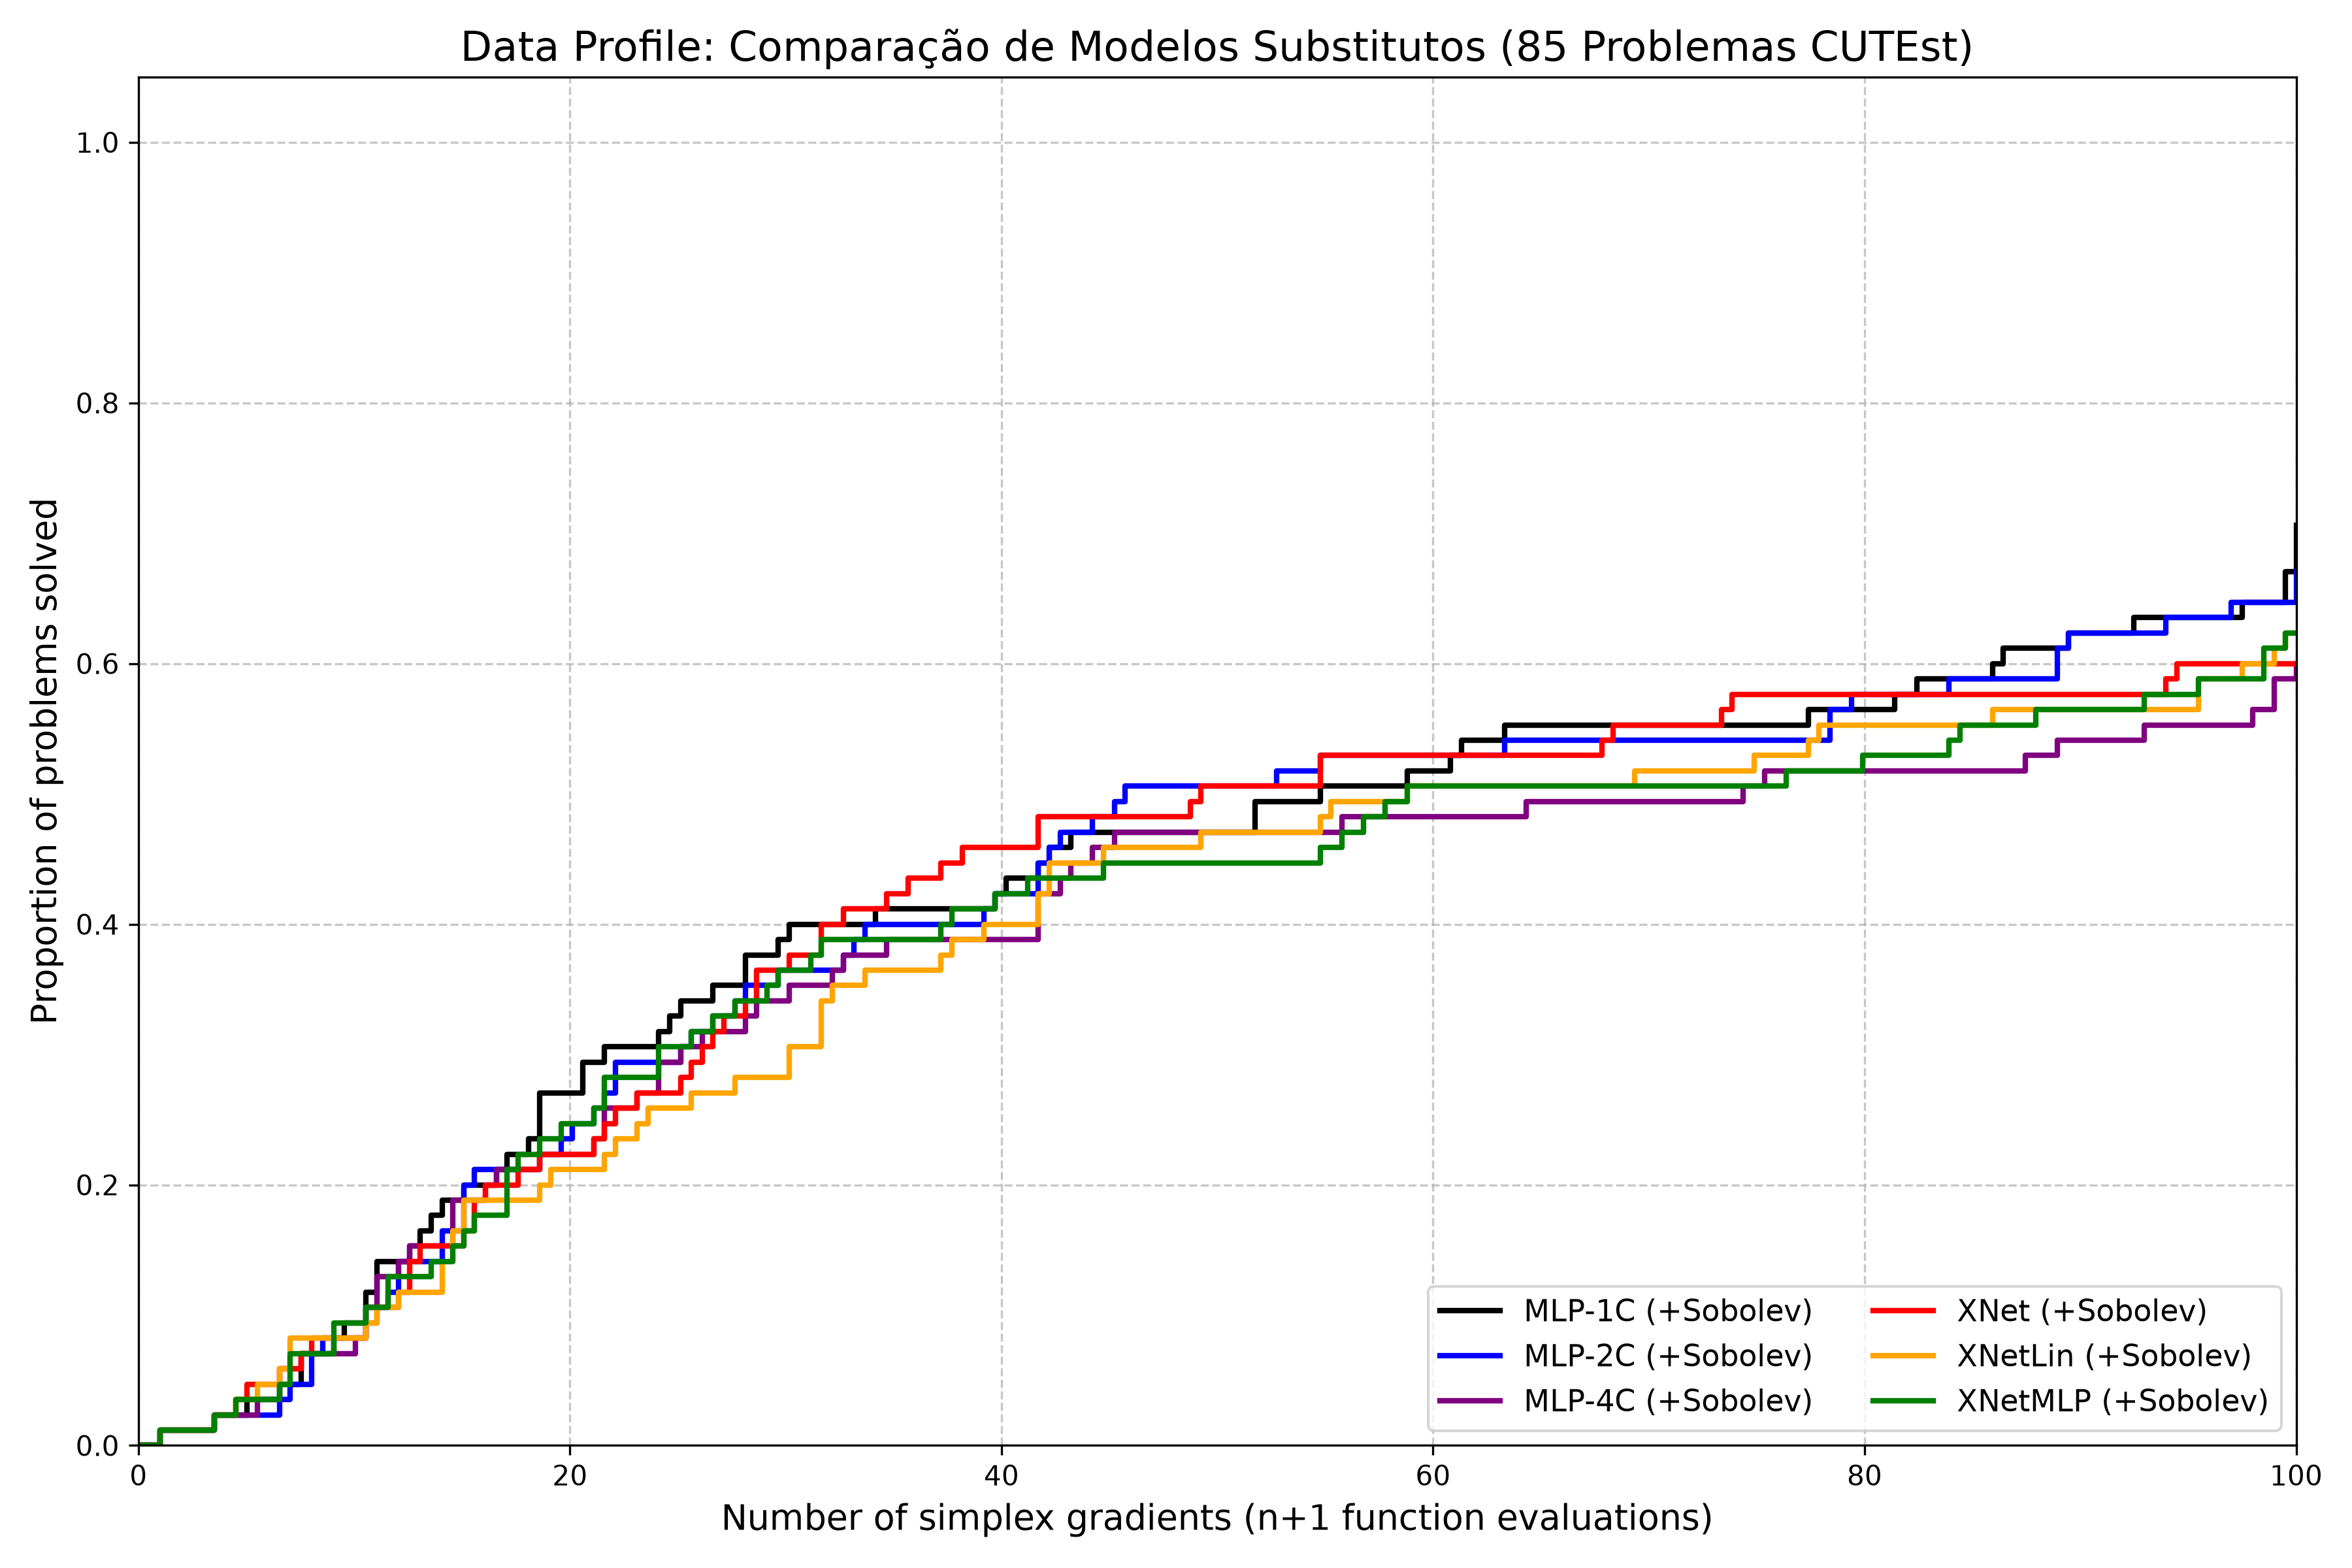 Data Profile: Comparação de Modelos Substitutos (85 Problemas CUTEst)
Proportion of problems solved
1.0
0.8
0.6
0.4
0.2
0.0
0
20
40
60
80
100
Number of simplex gradients (n+1 function evaluations)
MLP-1C (+Sobolev)
MLP-2C (+Sobolev)
MLP-4C (+Sobolev)
XNet (+Sobolev)
XNetLin (+Sobolev)
XNetMLP (+Sobolev)